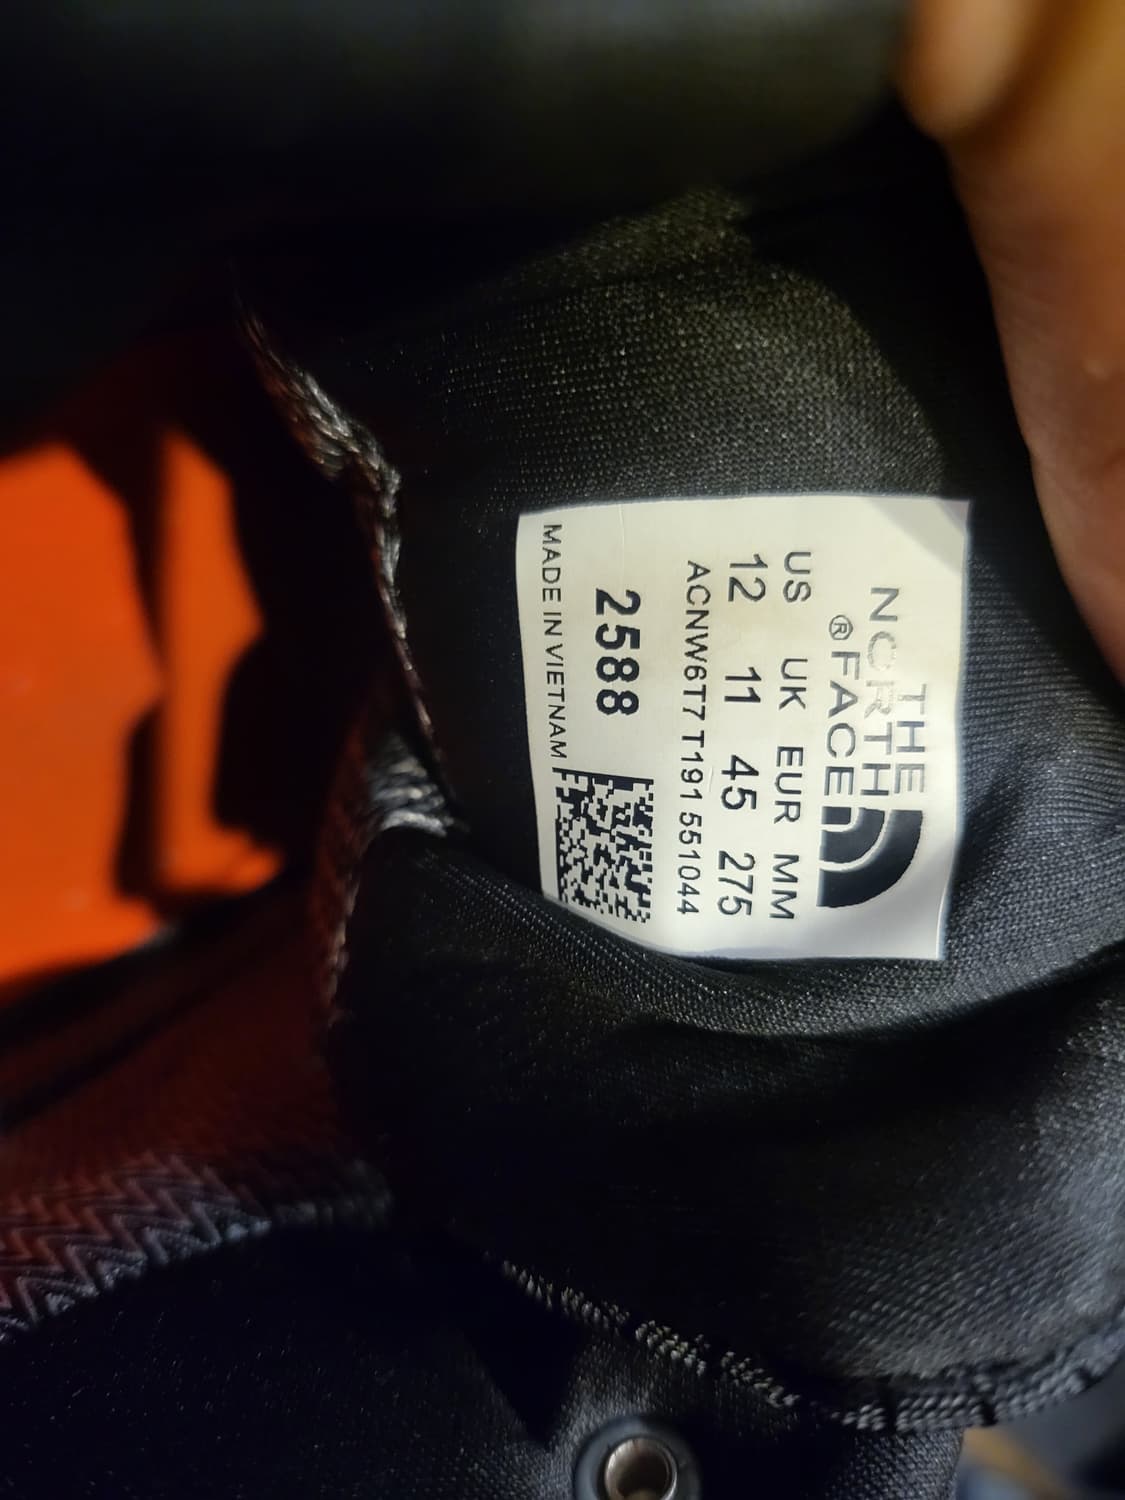 THE
NORTH
FACE®
US UK EUR MM
12 11 45 275
ACNW6T7 T191 551044
2588
MADE IN VIETNAM